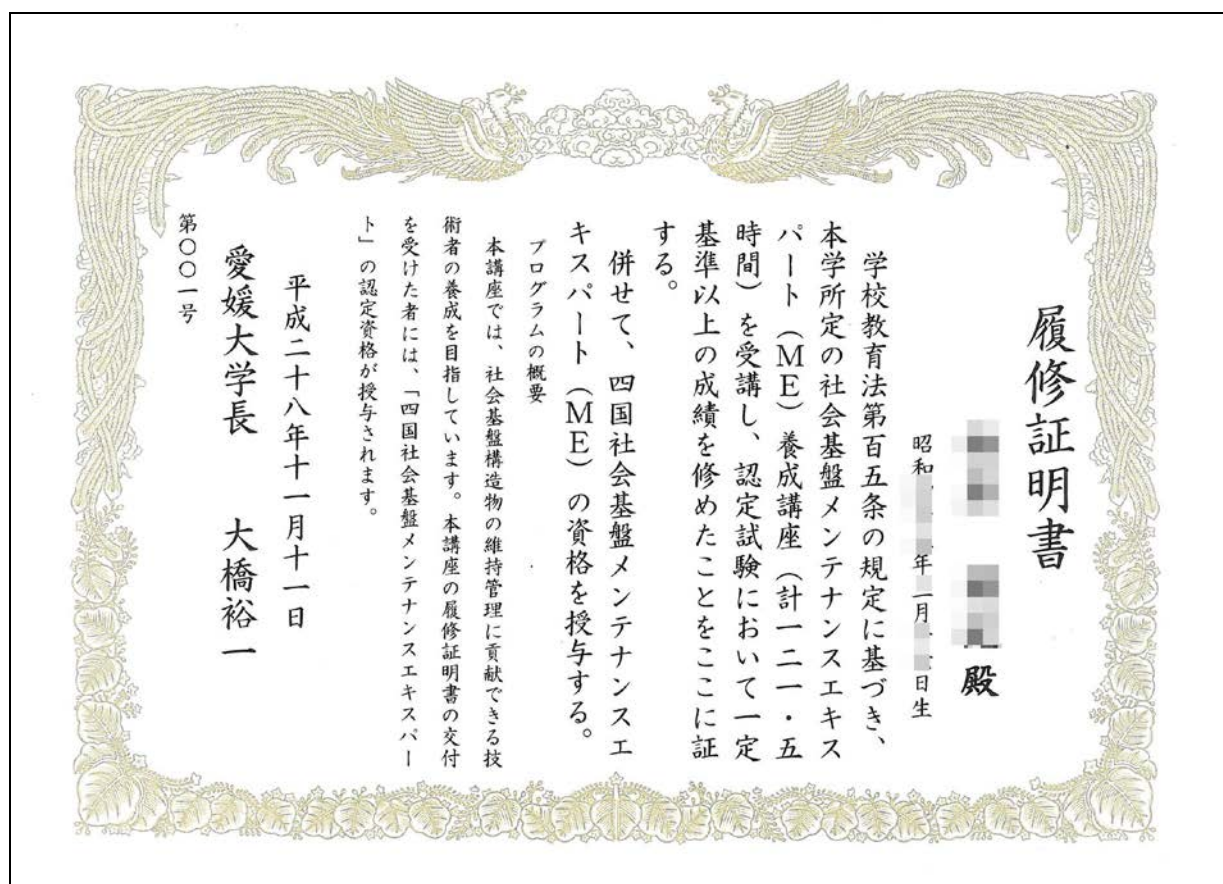 履修証明書
殿
昭和 年 月 日生
学校教育法第百五条の規定に基づき、
本学所定の社会基盤メンテナンスエキス
パート（ＭＥ）養成講座（計一二一・五
時間）を受講し、認定試験において一定
基準以上の成績を修めたことをここに証
する。
併せて、四国社会基盤メンテナンスエ
キスパート（ＭＥ）の資格を授与する。
プログラムの概要
本講座では、社会基盤構造物の維持管理に貢献できる技
術者の養成を目指しています。本講座の履修証明書の交付
を受けた者には、「四国社会基盤メンテナンスエキスパー
ト」の認定資格が授与されます。
平成二十八年十一月十一日
愛媛大学長 大橋裕一
第〇〇一号